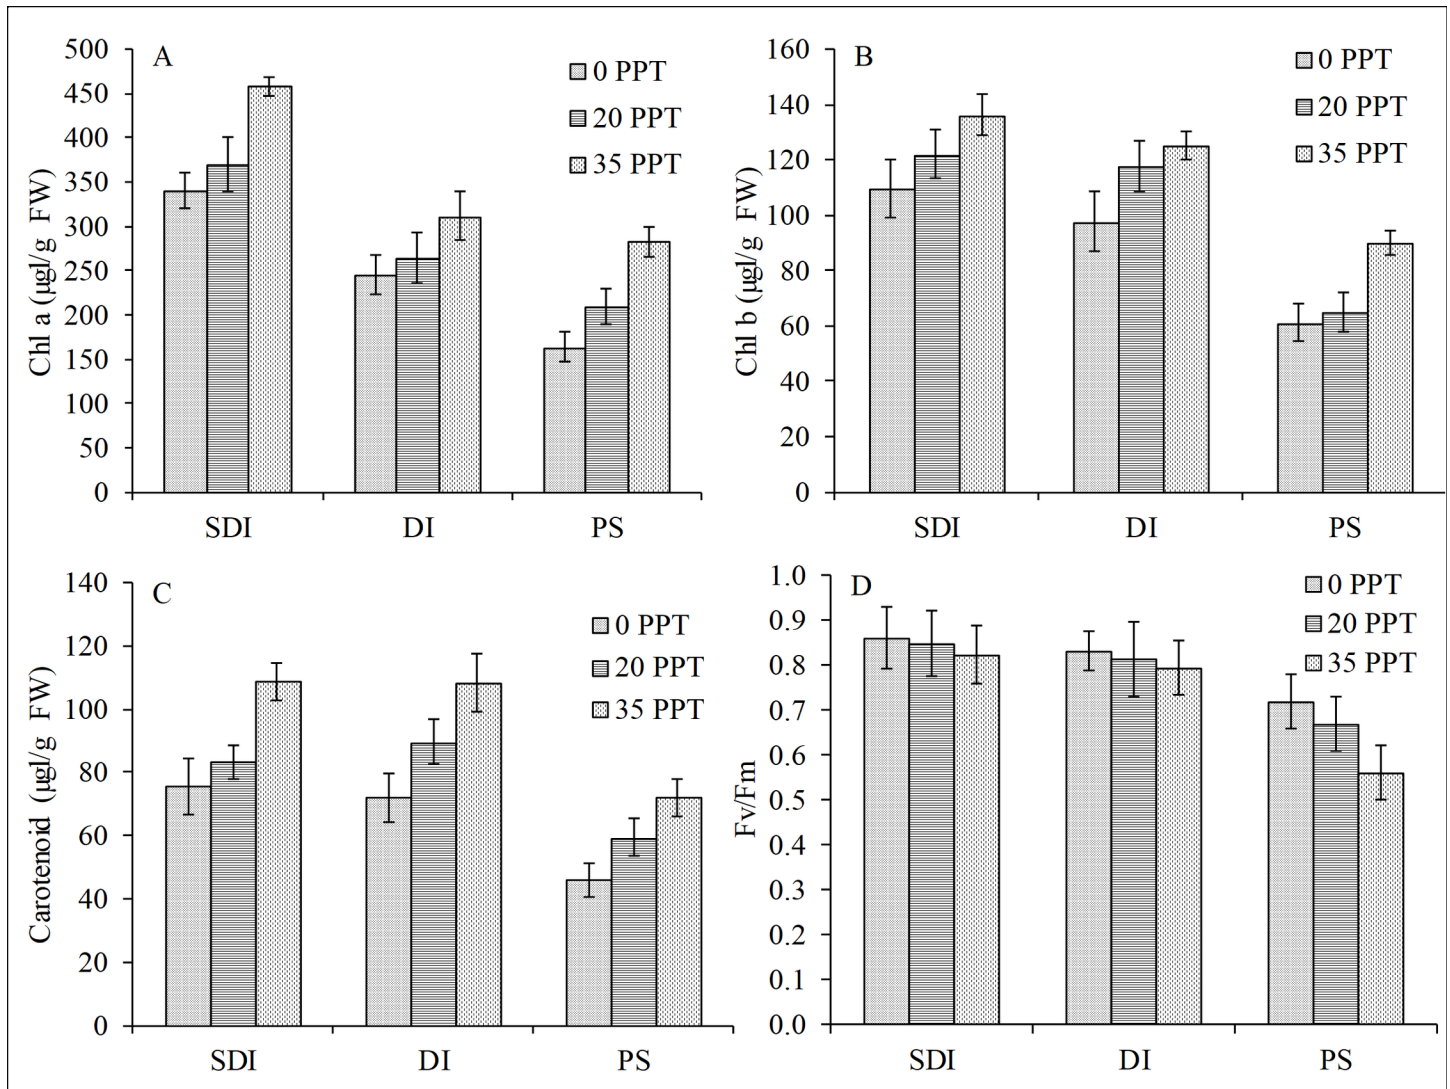 A
Chl a (µgl/g FW)
500
450
400
350
300
250
200
150
100
50
0
0 PPT
20 PPT
35 PPT
SDI DI PS
B
Chl b (µgl/g FW)
160
140
120
100
80
60
40
20
0
0 PPT
20 PPT
35 PPT
SDI DI PS
C
Carotenoid (µgl/g FW)
140
120
100
80
60
40
20
0
0 PPT
20 PPT
35 PPT
SDI DI PS
D
Fv/Fm
1.0
0.9
0.8
0.7
0.6
0.5
0.4
0.3
0.2
0.1
0.0
0 PPT
20 PPT
35 PPT
SDI DI PS